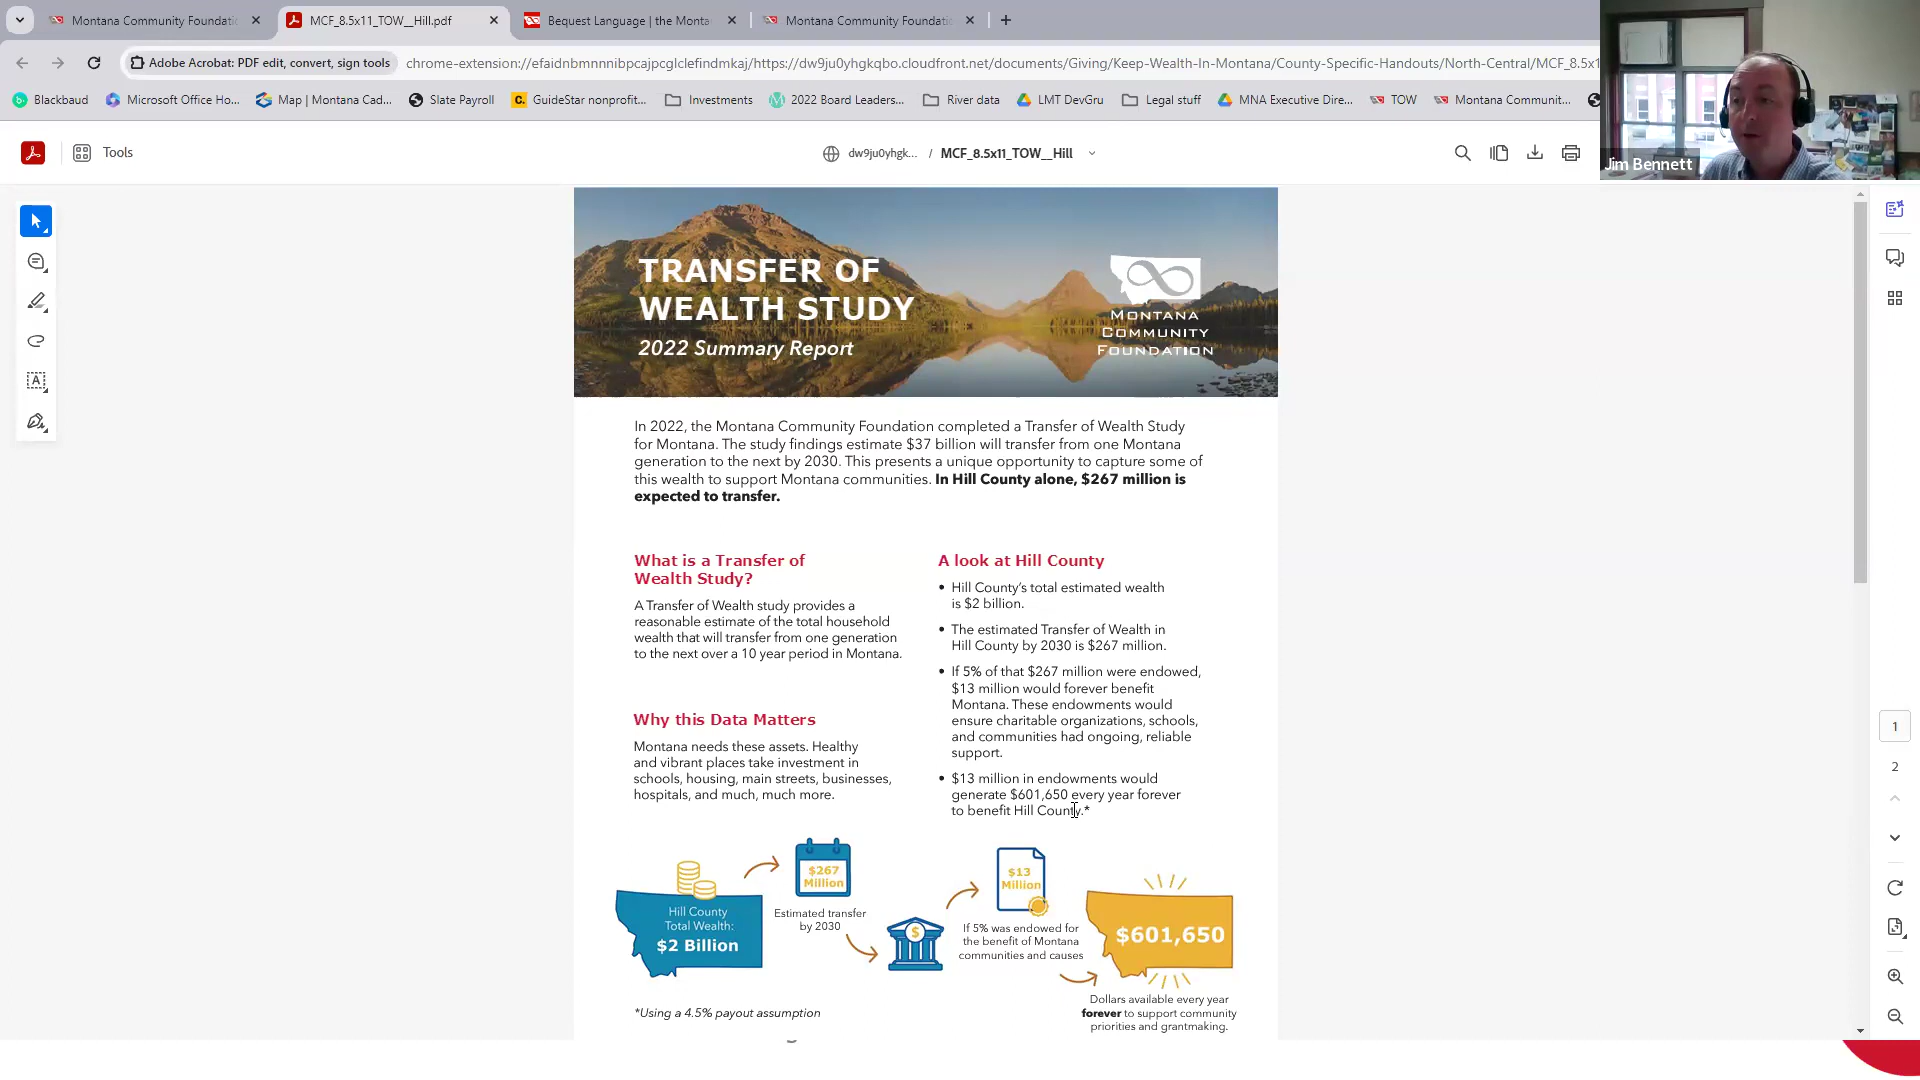 Montana Community Foundatio
MCF_8.5x11_TOW__Hill.pdf
Bequest Language | the Monta
Montana Community Foundatio
Adobe Acrobat: PDF edit, convert, sign tools
chrome-extension://efaidnbmnnnibpcajpcglclefindmkaj/https://dw9ju0yhgkqbo.cloudfront.net/documents/Giving/Keep-Wealth-In-Montana/County-Specific-Handouts/North-Central/MCF_8.5x1
Blackbaud
Microsoft Office Ho...
Map | Montana Cad...
Slate Payroll
GuideStar nonprofit...
Investments
2022 Board Leaders...
River data
LMT DevGru
Legal stuff
MNA Executive Dire...
TOW
Montana Communit...
Jim Bennett
Tools
dw9ju0yhgk... / MCF_8.5x11_TOW__Hill
TRANSFER OF
WEALTH STUDY
2022 Summary Report
MONTANA
COMMUNITY
FOUNDATION
In 2022, the Montana Community Foundation completed a Transfer of Wealth Study
for Montana. The study findings estimate $37 billion will transfer from one Montana
generation to the next by 2030. This presents a unique opportunity to capture some of
this wealth to support Montana communities. In Hill County alone, $267 million is
expected to transfer.
What is a Transfer of
Wealth Study?
A Transfer of Wealth study provides a
reasonable estimate of the total household
wealth that will transfer from one generation
to the next over a 10 year period in Montana.
Why this Data Matters
Montana needs these assets. Healthy
and vibrant places take investment in
schools, housing, main streets, businesses,
hospitals, and much, much more.
A look at Hill County
• Hill County's total estimated wealth
is $2 billion.
• The estimated Transfer of Wealth in
Hill County by 2030 is $267 million.
• If 5% of that $267 million were endowed,
$13 million would forever benefit
Montana. These endowments would
ensure charitable organizations, schools,
and communities had ongoing, reliable
support.
• $13 million in endowments would
generate $601,650 every year forever
to benefit Hill County.*
Hill County
Total Wealth:
$2 Billion
$267
Million
Estimated transfer
by 2030
$
$13
Million
If 5% was endowed for
the benefit of Montana
communities and causes
$601,650
Dollars available every year
forever to support community
priorities and grantmaking.
*Using a 4.5% payout assumption
1
2